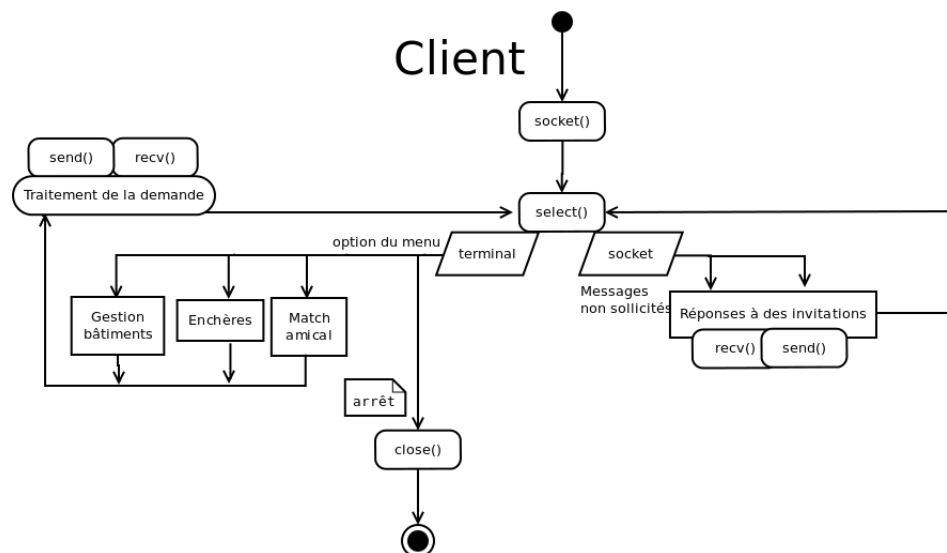 Client
socket()
send()
recv()
Traitement de la demande
select()
option du menu
terminal
socket
Messages
non sollicités
Gestion
bâtiments
Enchères
Match
amical
Réponses à des invitations
recv()
send()
arrêt
close()